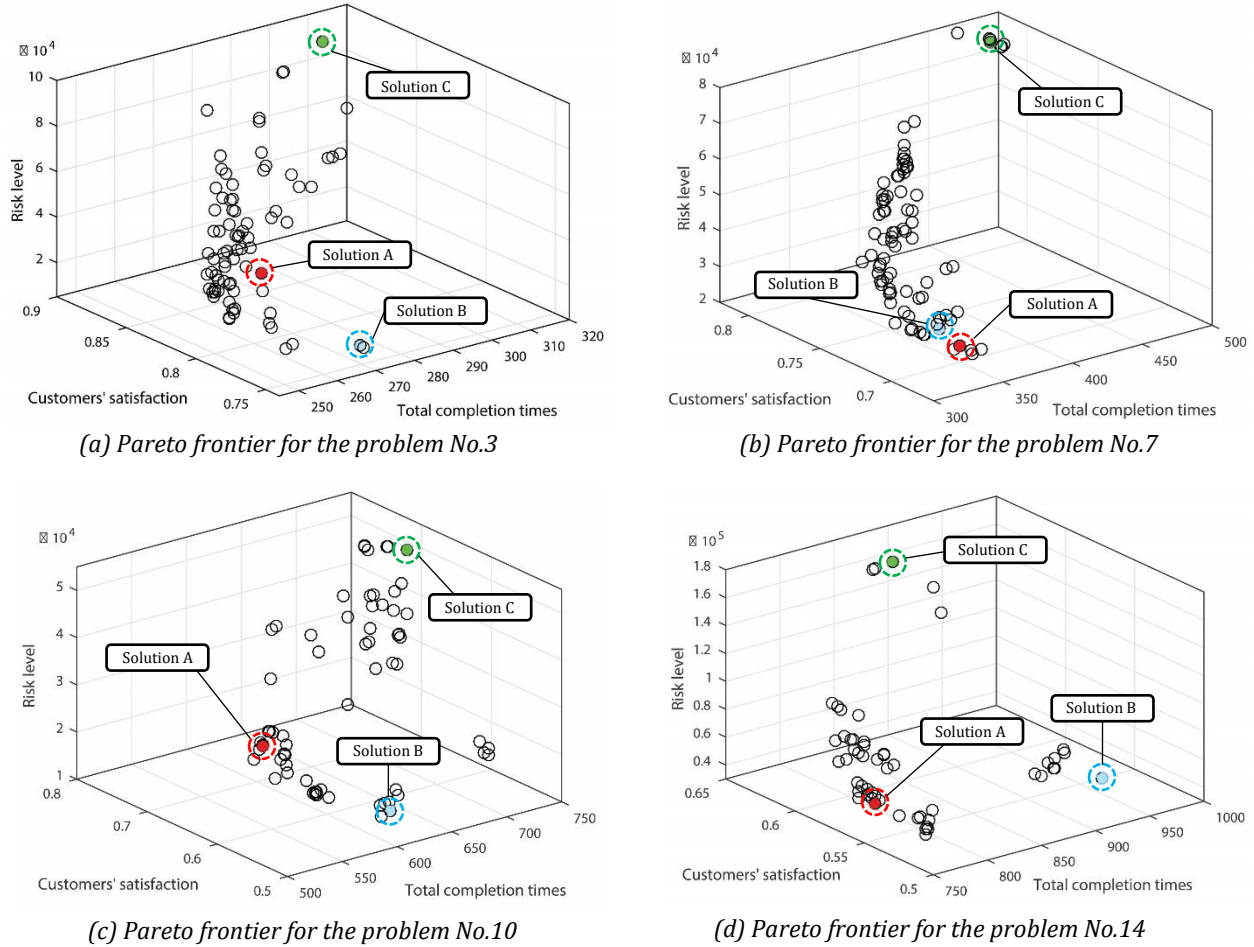 ⍰ 10⁴
10
8
6
4
2
Risk level
0.9
0.85
0.8
0.75
Customers' satisfaction
250
260
270
280
290
300
310
320
Total completion times
Solution C
Solution A
Solution B
(a) Pareto frontier for the problem No.3
⍰ 10⁴
8
7
6
5
4
3
2
Risk level
0.8
0.75
0.7
Customers' satisfaction
300
350
400
450
500
Total completion times
Solution C
Solution B
Solution A
(b) Pareto frontier for the problem No.7
⍰ 10⁴
5
4
3
2
1
Risk level
0.8
0.7
0.6
0.5
Customers' satisfaction
500
550
600
650
700
750
Total completion times
Solution C
Solution A
Solution B
(c) Pareto frontier for the problem No.10
⍰ 10⁵
1.8
1.6
1.4
1.2
1
0.8
0.6
0.4
Risk level
0.65
0.6
0.55
0.5
Customers' satisfaction
750
800
850
900
950
1000
Total completion times
Solution C
Solution B
Solution A
(d) Pareto frontier for the problem No.14